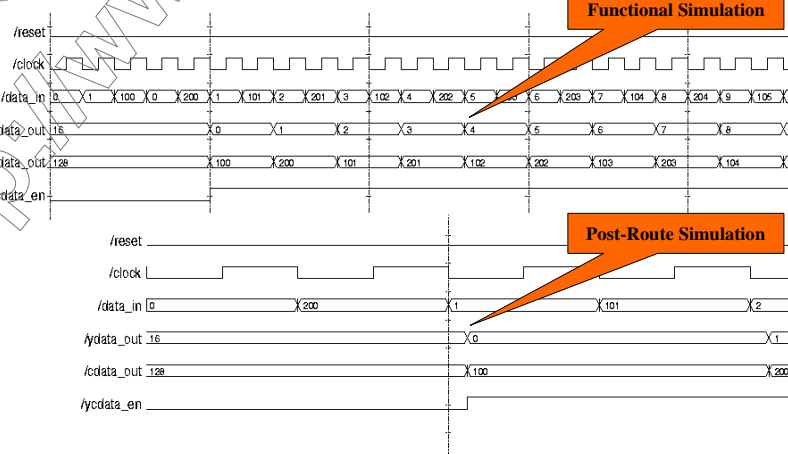 Functional Simulation
/reset
/clock
/data_in 0 1 100 0 200 1 101 2 201 3 102 4 202 5 6 203 7 104 8 204 9 105
data_out 16 0 1 2 3 4 5 6 7 8
data_out 128 100 200 101 201 102 202 103 203 104
data_en
Post-Route Simulation
/reset
/clock
/data_in 0 200 1 101 2
/ydata_out 16 0 1
/cdata_out 128 100 200
/ycdata_en